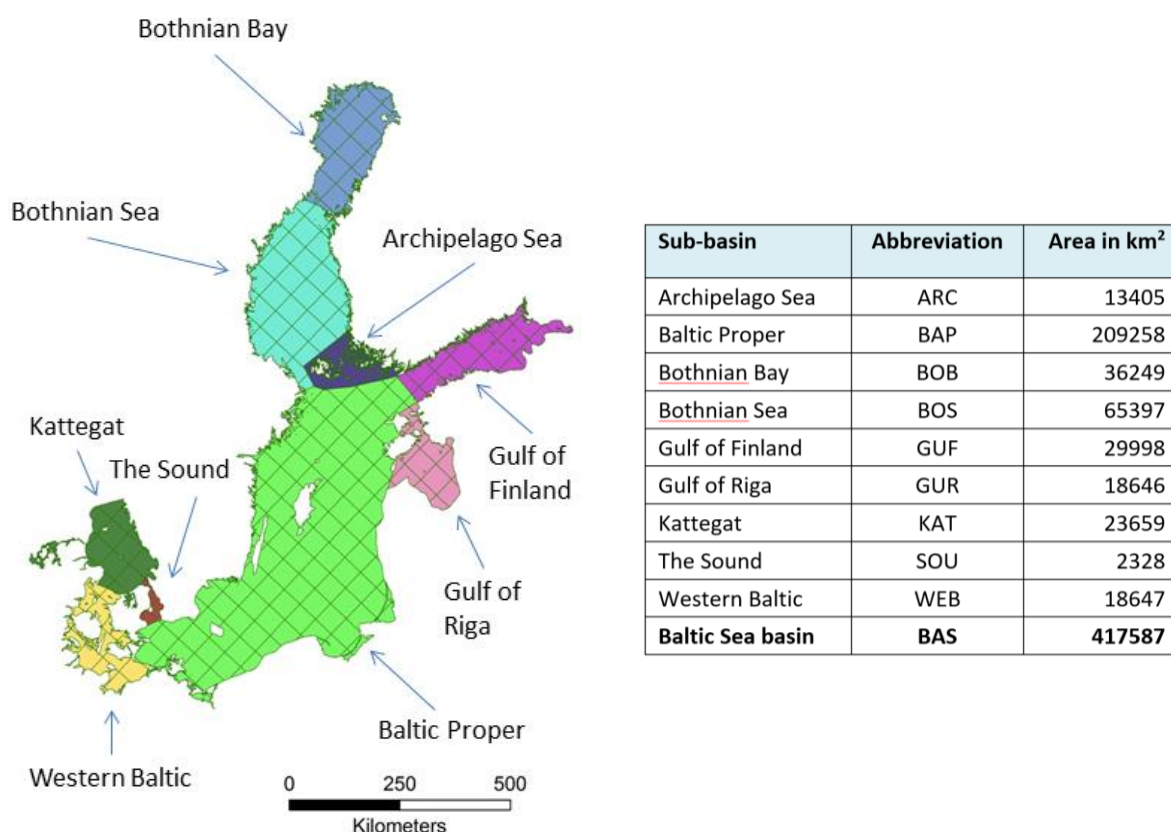 Bothnian Bay
Bothnian Sea
Archipelago Sea
Kattegat
The Sound
Gulf of
Finland
Gulf of
Riga
Baltic Proper
Western Baltic
0 250 500
Kilometers
Sub-basin Abbreviation Area in km²
Archipelago Sea ARC 13405
Baltic Proper BAP 209258
Bothnian Bay BOB 36249
Bothnian Sea BOS 65397
Gulf of Finland GUF 29998
Gulf of Riga GUR 18646
Kattegat KAT 23659
The Sound SOU 2328
Western Baltic WEB 18647
Baltic Sea basin BAS 417587